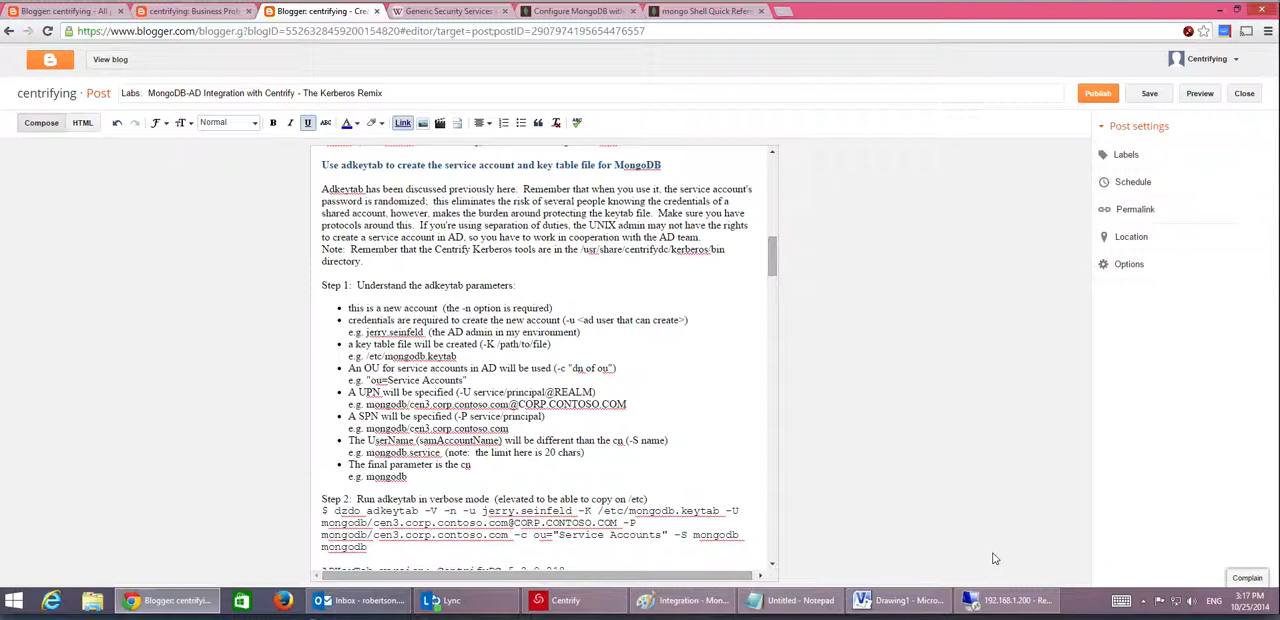 Blogger: centrifying - All
centrifying: Business Prob
Blogger: centrifying - Cre
Generic Security Services
Configure MongoDB with
mongo Shell Quick Refere
https://www.blogger.com/blogger.g?blogID=5526328459200154820#editor/target=post;postID=2907974195654476557
View blog
Centrifying
centrifying · Post
Labs: MongoDB-AD Integration with Centrify - The Kerberos Remix
Publish
Save
Preview
Close
Compose
HTML
Normal
B
I
U
ABC
A
Link
Post settings
Labels
Schedule
Permalink
Location
Options
Use adkeytab to create the service account and key table file for MongoDB
Adkeytab has been discussed previously here. Remember that when you use it, the service account's
password is randomized; this eliminates the risk of several people knowing the credentials of a
shared account, however, makes the burden around protecting the keytab file. Make sure you have
protocols around this. If you're using separation of duties, the UNIX admin may not have the rights
to create a service account in AD, so you have to work in cooperation with the AD team.
Note: Remember that the Centrify Kerberos tools are in the /usr/share/centrifydc/kerberos/bin
directory.
Step 1: Understand the adkeytab parameters:
• this is a new account (the -n option is required)
• credentials are required to create the new account (-u <ad user that can create>)
e.g. jerry.seinfeld (the AD admin in my environment)
• a key table file will be created (-K /path/to/file)
e.g. /etc/mongodb.keytab
• An OU for service accounts in AD will be used (-c "dn of ou")
e.g. "ou=Service Accounts"
• A UPN will be specified (-U service/principal@REALM)
e.g. mongodb/cen3.corp.contoso.com@CORP.CONTOSO.COM
• A SPN will be specified (-P service/principal)
e.g. mongodb/cen3.corp.contoso.com
• The UserName (samAccountName) will be different than the cn (-S name)
e.g. mongodb.service (note: the limit here is 20 chars)
• The final parameter is the cn
e.g. mongodb
Step 2: Run adkeytab in verbose mode (elevated to be able to copy on /etc)
$ dzdo adkeytab -V -n -u jerry.seinfeld -K /etc/mongodb.keytab -U
mongodb/cen3.corp.contoso.com@CORP.CONTOSO.COM -P
mongodb/cen3.corp.contoso.com -c ou="Service Accounts" -S mongodb
mongodb
Complain
Blogger: centrifyi...
Inbox - robertson...
Lync
Centrify
Integration - Mon...
Untitled - Notepad
Drawing1 - Micro...
192.168.1.200 - Re...
ENG
3:17 PM
10/25/2014